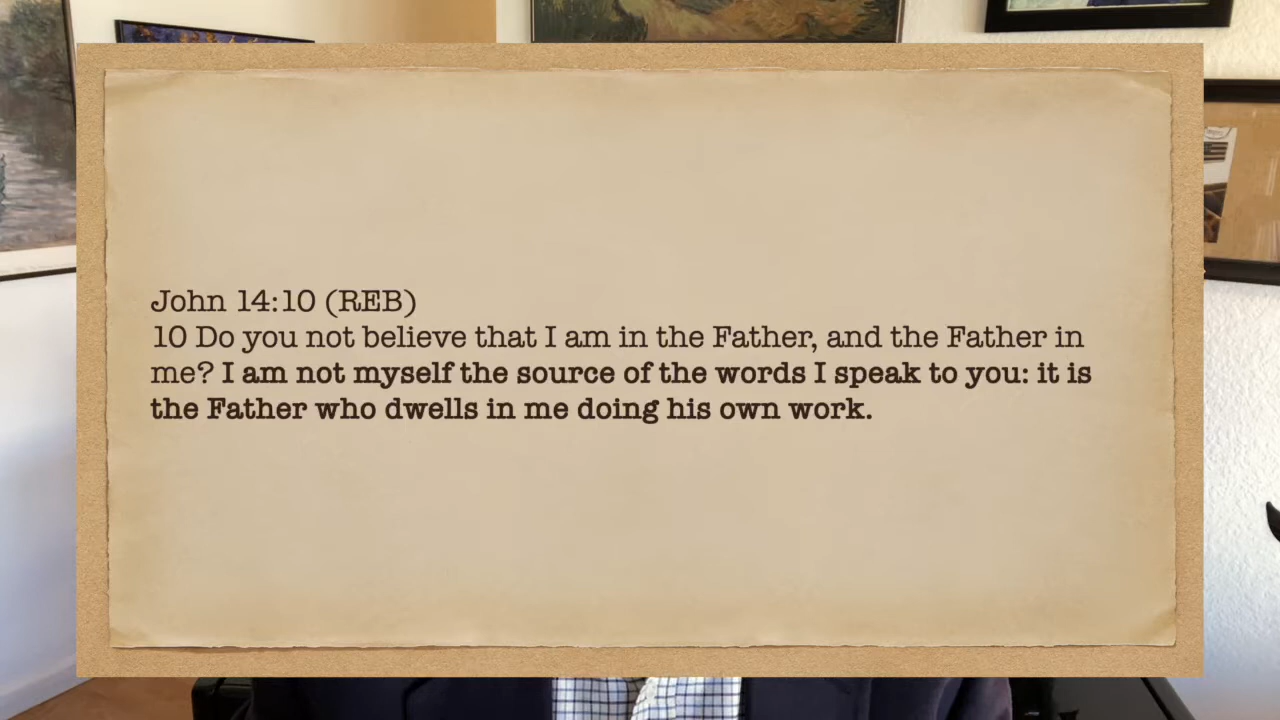 John 14:10 (REB)
10 Do you not believe that I am in the Father, and the Father in
me? I am not myself the source of the words I speak to you: it is
the Father who dwells in me doing his own work.